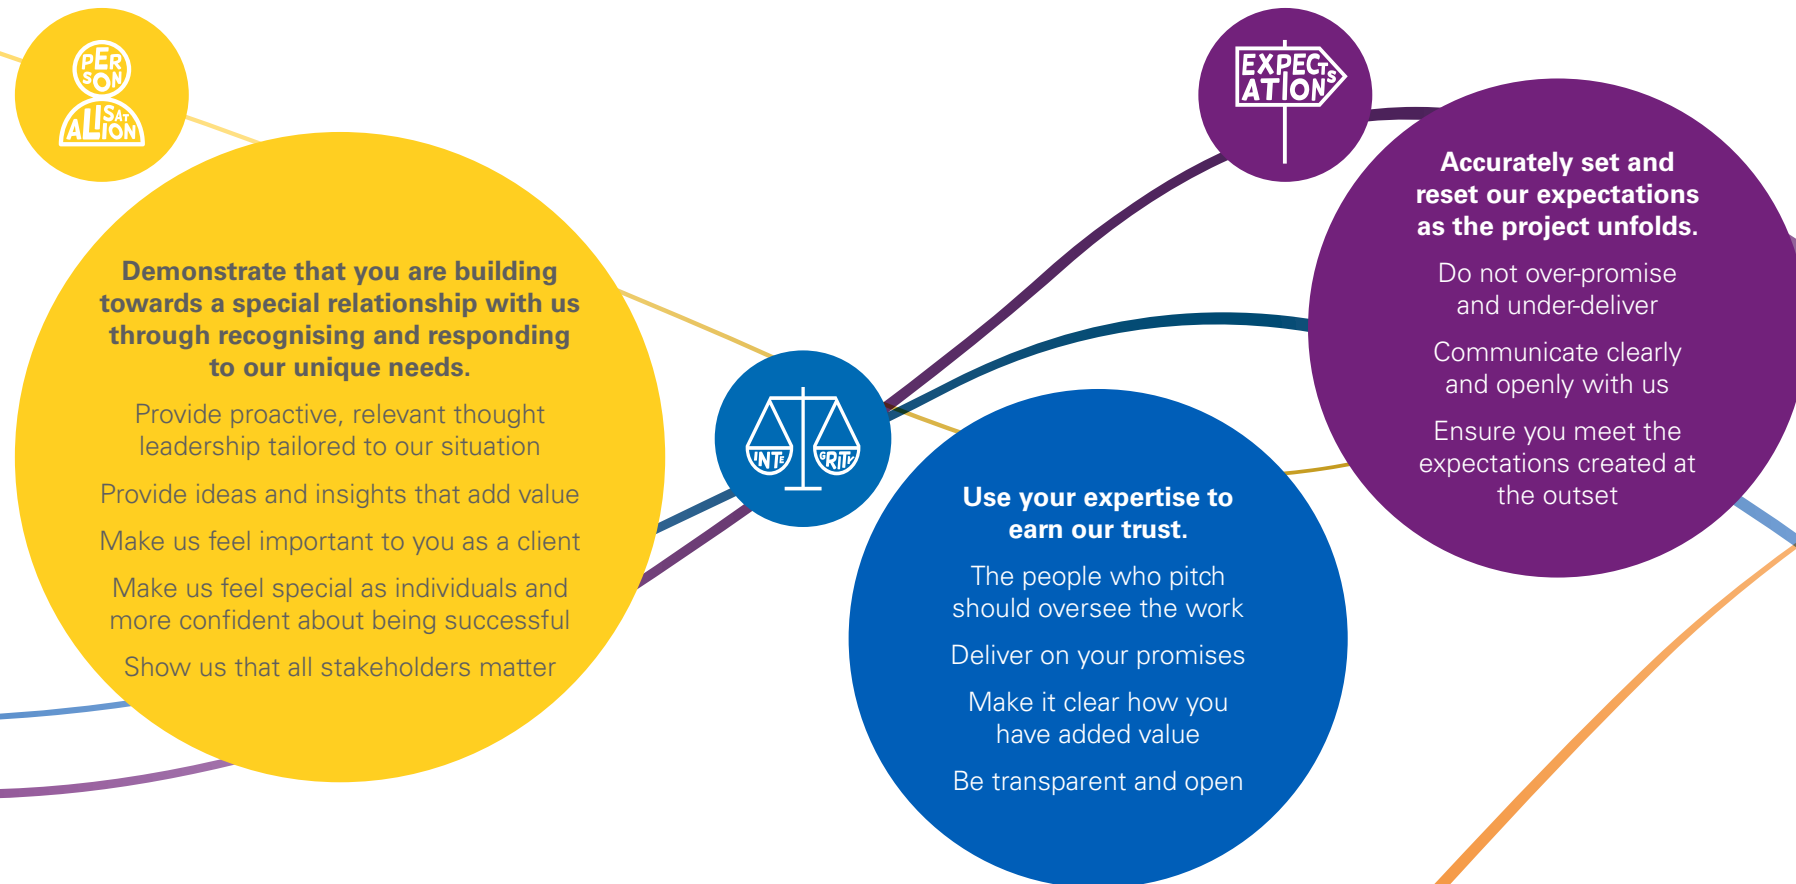 PER
SON
ALISATION
Demonstrate that you are building
towards a special relationship with us
through recognising and responding
to our unique needs.
Provide proactive, relevant thought
leadership tailored to our situation
Provide ideas and insights that add value
Make us feel important to you as a client
Make us feel special as individuals and
more confident about being successful
Show us that all stakeholders matter
INTE GRITY
Use your expertise to
earn our trust.
The people who pitch
should oversee the work
Deliver on your promises
Make it clear how you
have added value
Be transparent and open
EXPECT
ATIONS
Accurately set and
reset our expectations
as the project unfolds.
Do not over-promise
and under-deliver
Communicate clearly
and openly with us
Ensure you meet the
expectations created at
the outset